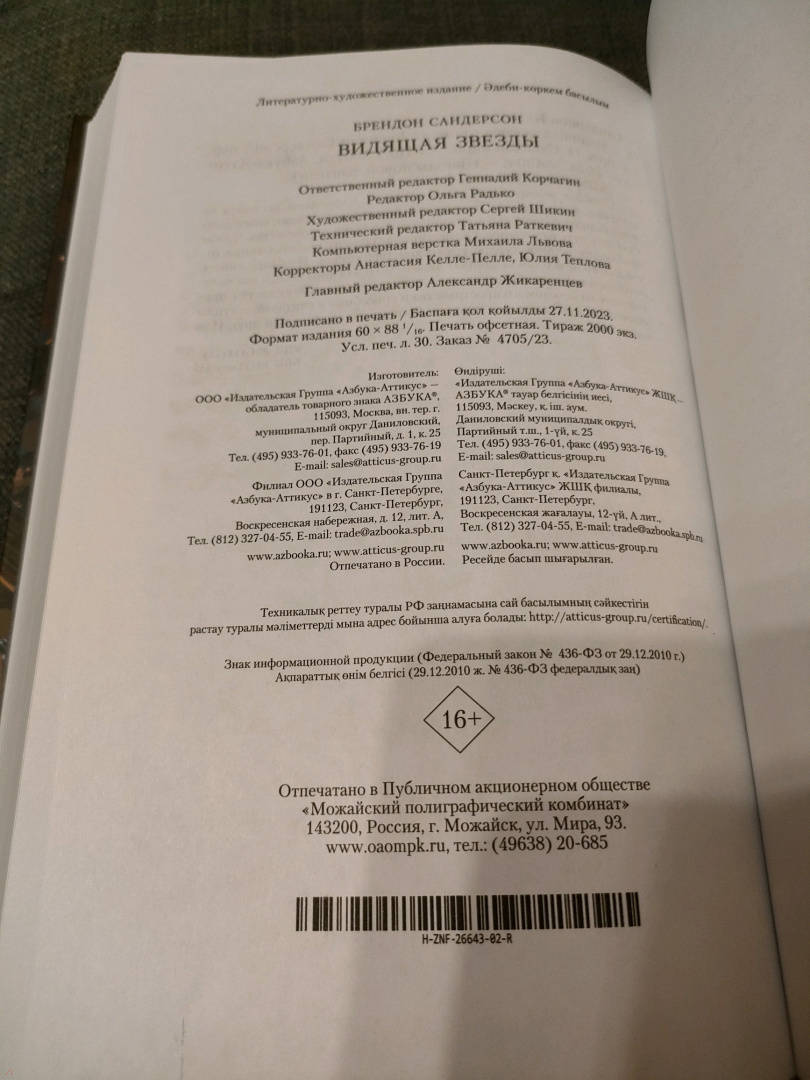 Литературно-художественное издание / Әдеби-көркем басылым
БРЕНДОН САНДЕРСОН
ВИДЯЩАЯ ЗВЕЗДЫ
Ответственный редактор Геннадий Корчагин
Редактор Ольга Радько
Художественный редактор Сергей Шикин
Технический редактор Татьяна Раткевич
Компьютерная верстка Михаила Львова
Корректоры Анастасия Келле-Пелле, Юлия Теплова
Главный редактор Александр Жикаренцев
Подписано в печать / Баспаға қол қойылды 27.11.2023.
Формат издания 60 × 88 1/16. Печать офсетная. Тираж 2000 экз.
Усл. печ. л. 30. Заказ № 4705/23.
Изготовитель:
ООО «Издательская Группа «Азбука-Аттикус» —
обладатель товарного знака АЗБУКА®,
115093, Москва, вн. тер. г.
муниципальный округ Даниловский,
пер. Партийный, д. 1, к. 25
Тел. (495) 933-76-01, факс (495) 933-76-19
E-mail: sales@atticus-group.ru
Филиал ООО «Издательская Группа
«Азбука-Аттикус» в г. Санкт-Петербурге,
191123, Санкт-Петербург,
Воскресенская набережная, д. 12, лит. А,
Тел. (812) 327-04-55, E-mail: trade@azbooka.spb.ru
www.azbooka.ru; www.atticus-group.ru
Отпечатано в России.
Өндіруші:
«Издательская Группа «Азбука-Аттикус» ЖШҚ —
АЗБУКА® тауар белгісінің иесі,
115093, Мәскеу, қ. іш. аум.
Даниловский муниципалдық округі,
Партийный т.ш., 1-үй, к. 25
Тел. (495) 933-76-01, факс (495) 933-76-19,
E-mail: sales@atticus-group.ru
Санкт-Петербург қ. «Издательская Группа
«Азбука-Аттикус» ЖШҚ филиалы,
191123, Санкт-Петербург,
Воскресенская жағалауы, 12-үй, А лит.,
Тел. (812) 327-04-55, E-mail: trade@azbooka.spb.ru
www.azbooka.ru; www.atticus-group.ru
Ресейде басып шығарылған.
Техникалық реттеу туралы РФ заңнамасына сай басылымның сәйкестігін
растау туралы мәліметтерді мына адрес бойынша алуға болады: http://atticus-group.ru/certification/.
Знак информационной продукции (Федеральный закон № 436-ФЗ от 29.12.2010 г.)
Ақпараттық өнім белгісі (29.12.2010 ж. № 436-ФЗ федералдық заң)
16+
Отпечатано в Публичном акционерном обществе
«Можайский полиграфический комбинат»
143200, Россия, г. Можайск, ул. Мира, 93.
www.oaompk.ru, тел.: (49638) 20-685
H-ZNF-26643-02-R